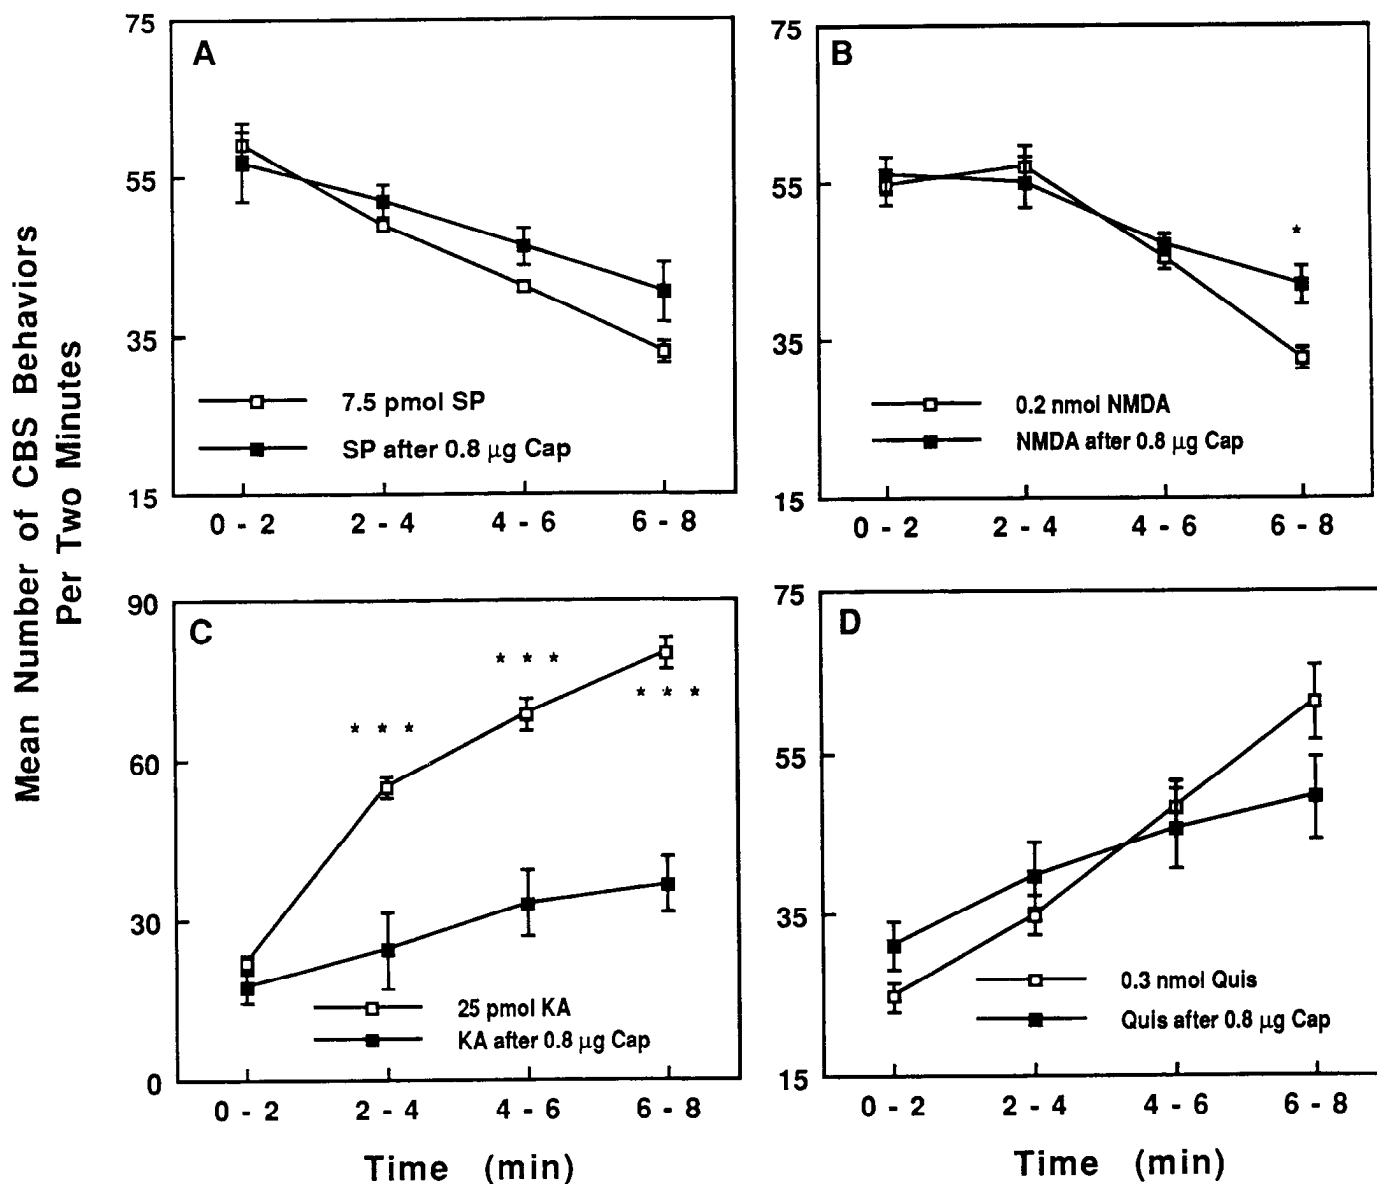 Mean Number of CBS Behaviors
Per Two Minutes
A
75
55
35
15
7.5 pmol SP
SP after 0.8 µg Cap
0 - 2 2 - 4 4 - 6 6 - 8
B
75
55
35
15
*
0.2 nmol NMDA
NMDA after 0.8 µg Cap
0 - 2 2 - 4 4 - 6 6 - 8
C
90
60
30
0
* * *
* * *
* * *
25 pmol KA
KA after 0.8 µg Cap
0 - 2 2 - 4 4 - 6 6 - 8
Time (min)
D
75
55
35
15
0.3 nmol Quis
Quis after 0.8 µg Cap
0 - 2 2 - 4 4 - 6 6 - 8
Time (min)